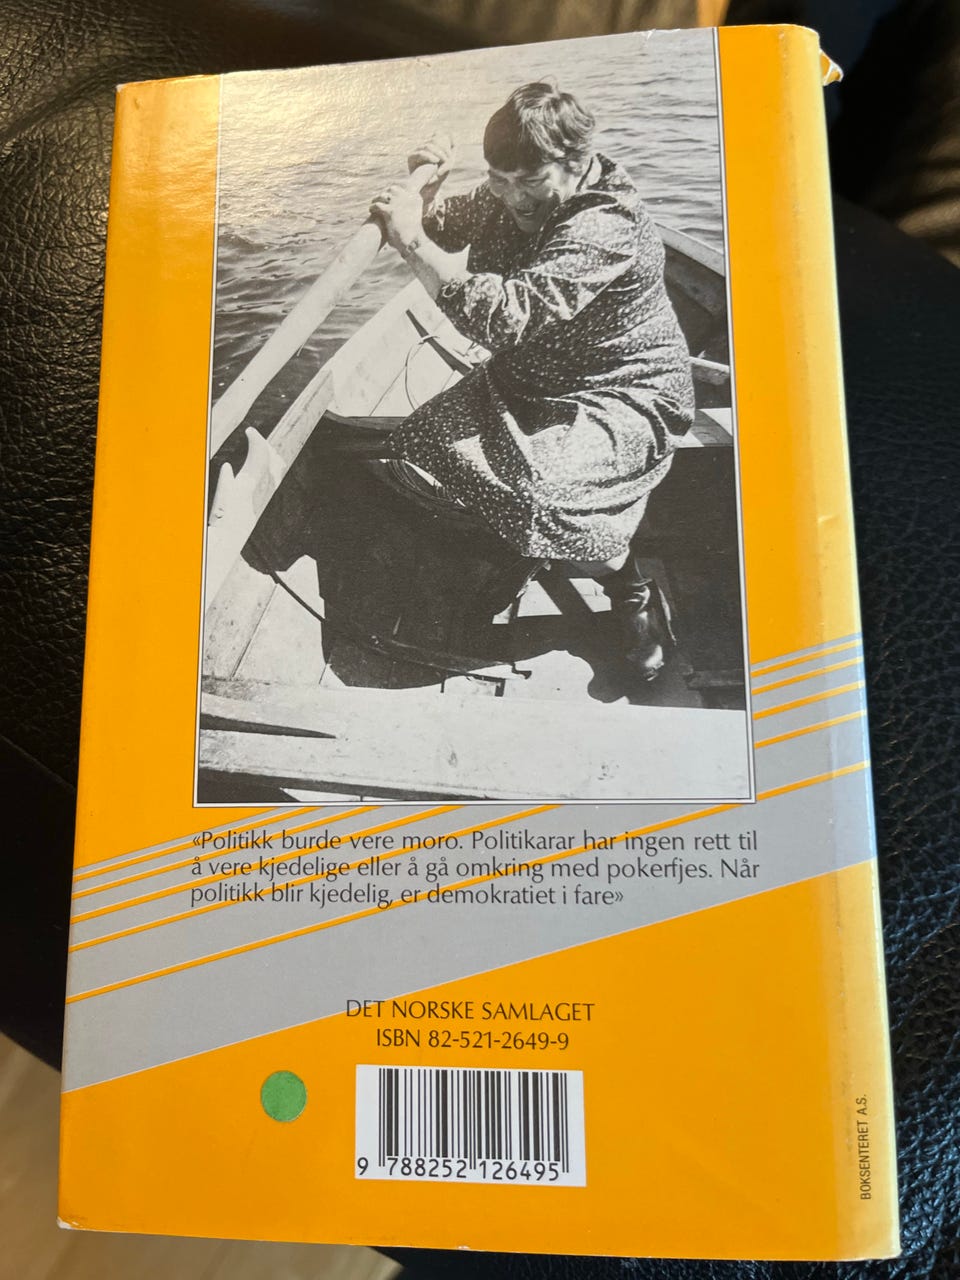 «Politikk burde vere moro. Politikarar har ingen rett til
å vere kjedelige eller å gå omkring med pokerfjes. Når
politikk blir kjedelig, er demokratiet i fare»
DET NORSKE SAMLAGET
ISBN 82-521-2649-9
9 788252 126495
BOKSENTERET A.S.